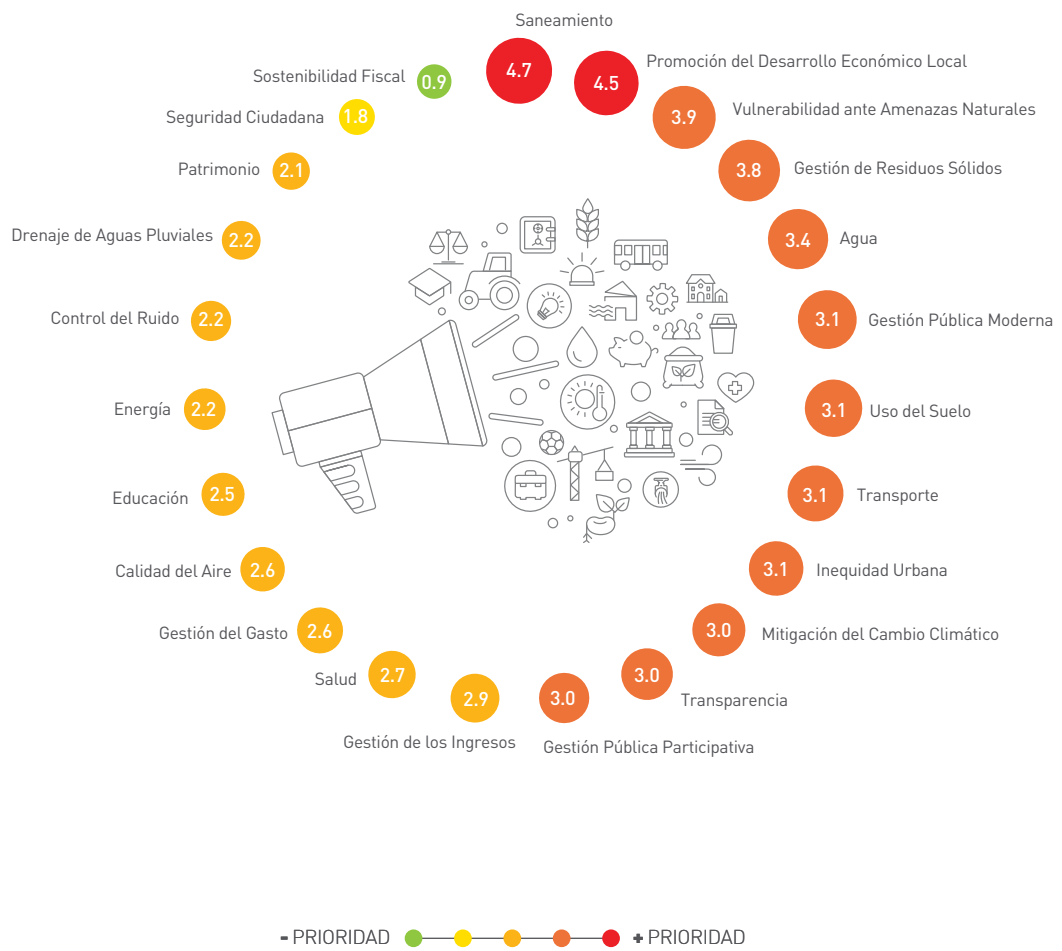 Saneamiento
4.7
Promoción del Desarrollo Económico Local
4.5
Vulnerabilidad ante Amenazas Naturales
3.9
Gestión de Residuos Sólidos
3.8
Agua
3.4
Gestión Pública Moderna
3.1
Uso del Suelo
3.1
Transporte
3.1
Inequidad Urbana
3.1
Mitigación del Cambio Climático
3.0
Transparencia
3.0
Gestión Pública Participativa
3.0
Gestión de los Ingresos
2.9
Salud
2.7
Gestión del Gasto
2.6
Calidad del Aire
2.6
Educación
2.5
Energía
2.2
Control del Ruido
2.2
Drenaje de Aguas Pluviales
2.2
Patrimonio
2.1
Seguridad Ciudadana
1.8
Sostenibilidad Fiscal
0.9
- PRIORIDAD
+ PRIORIDAD